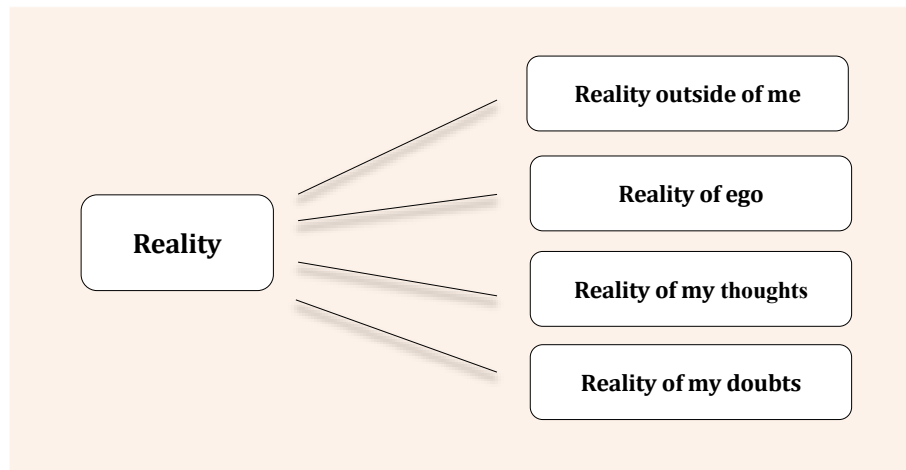 Reality
Reality outside of me
Reality of ego
Reality of my thoughts
Reality of my doubts